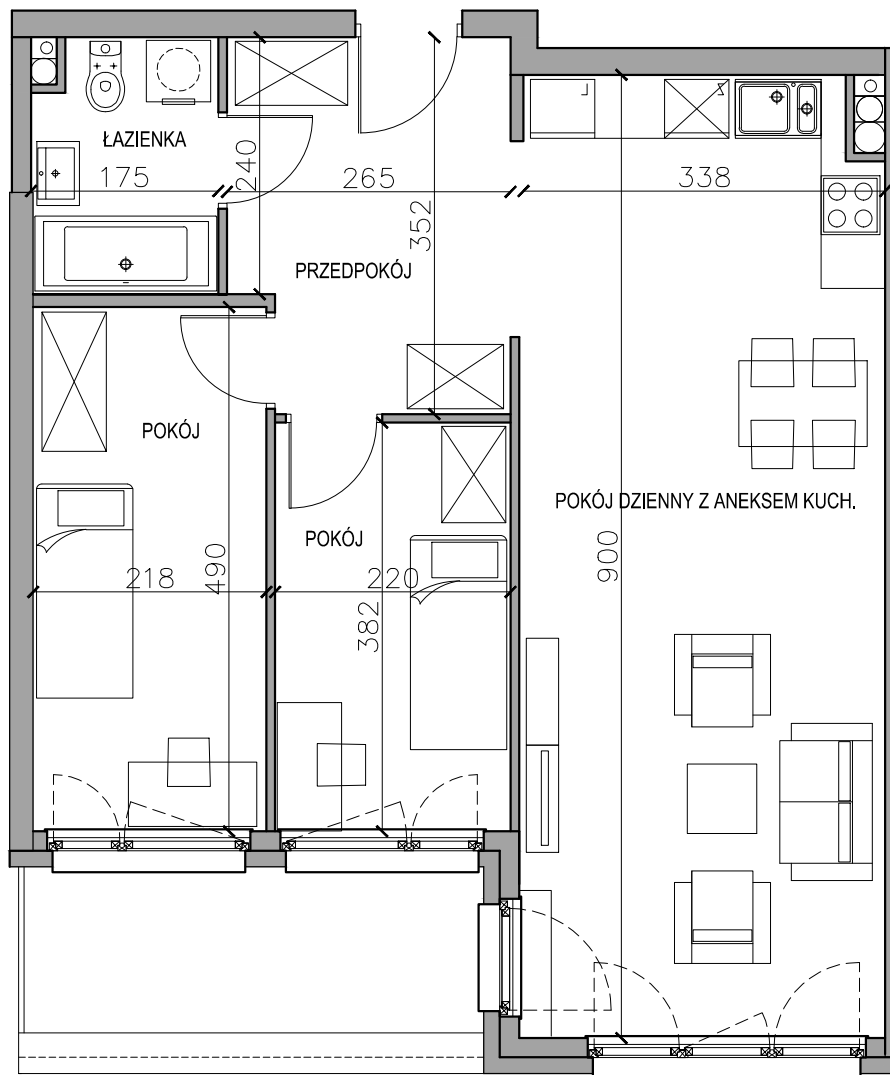 ŁAZIENKA
175
240
265
352
338
PRZEDPOKÓJ
POKÓJ
POKÓJ DZIENNY Z ANEKSEM KUCH.
POKÓJ
218
490
220
382
900